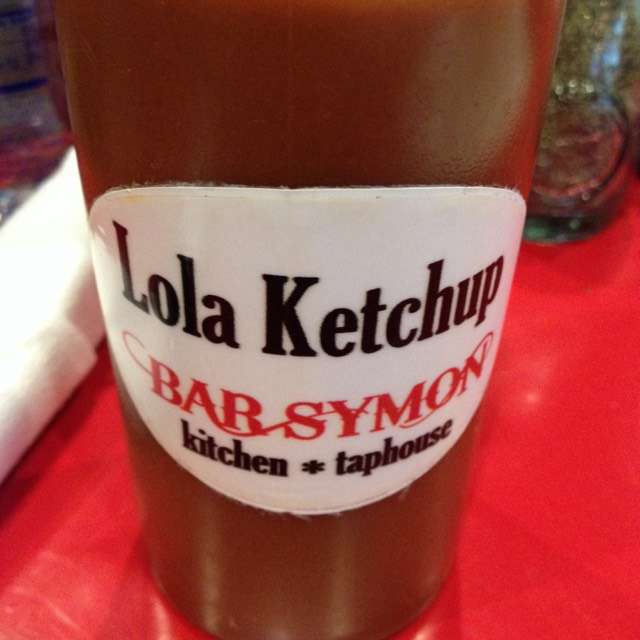 Lola Ketchup
BAR SYMON
kitchen * taphouse